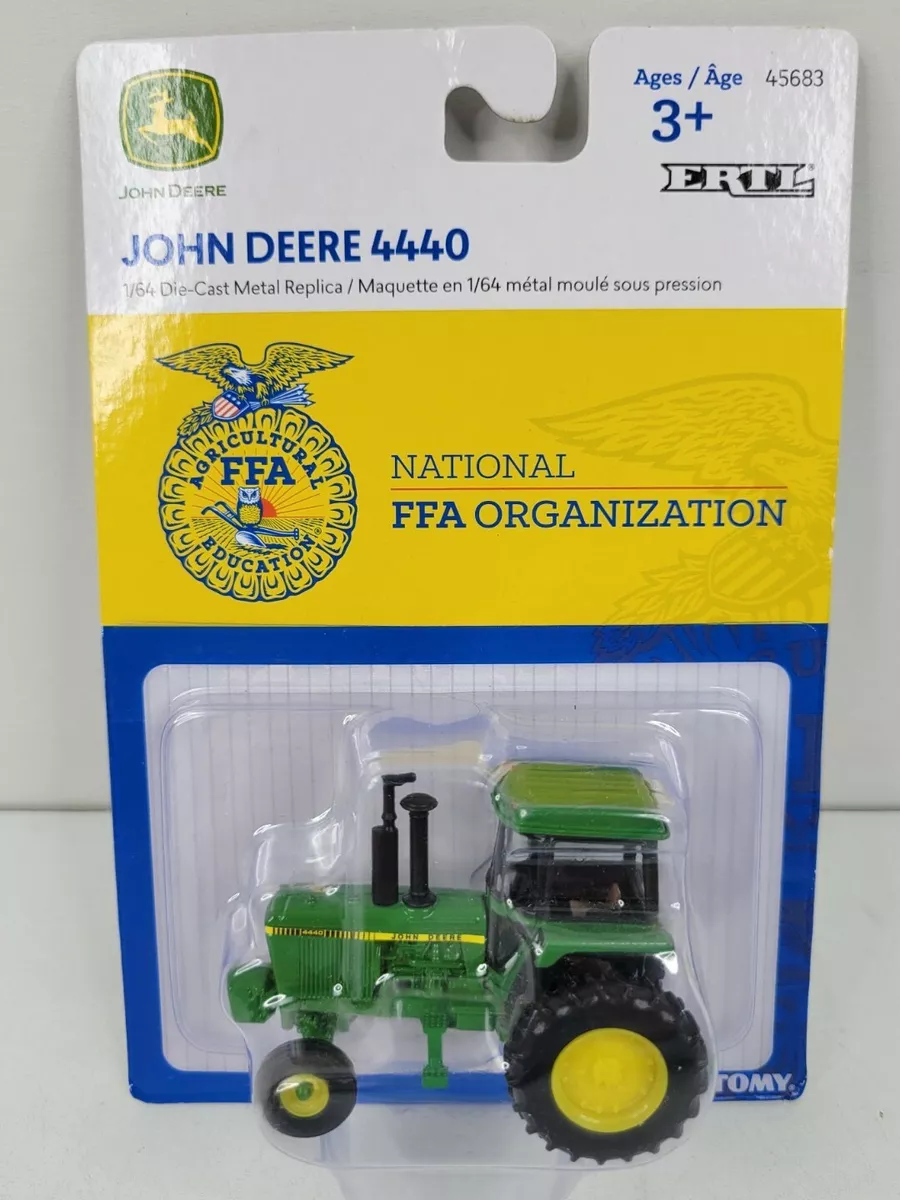 Ages / Âge 45683
3+
JOHN DEERE
ERTL
JOHN DEERE 4440
1/64 Die-Cast Metal Replica / Maquette en 1/64 métal moulé sous pression
AGRICULTURAL
FFA
EDUCATION®
NATIONAL
FFA ORGANIZATION
4440 JOHN DEERE
TOMY®